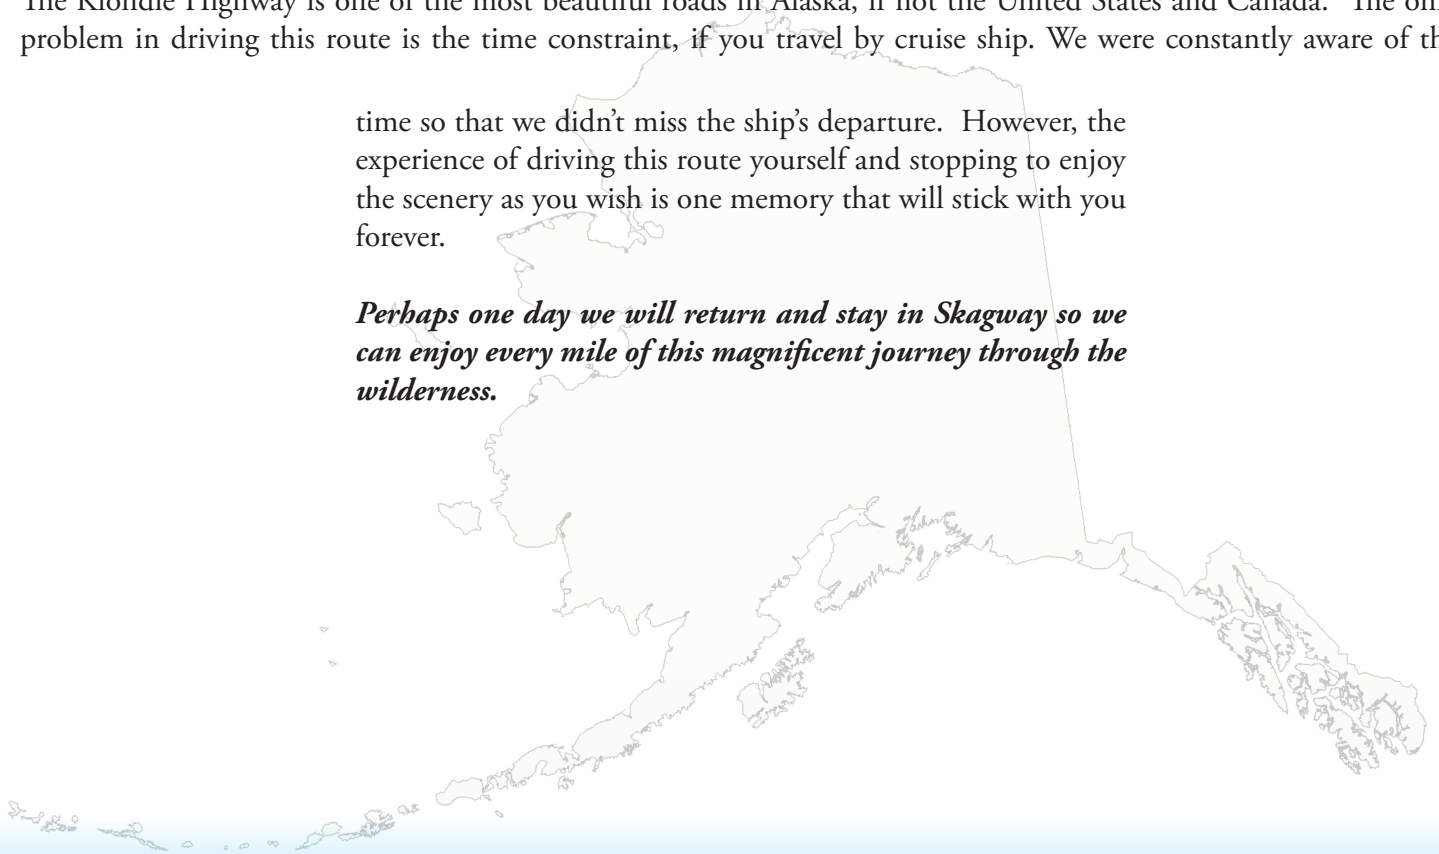 The Klondie Highway is one of the most beautiful roads in Alaska, if not the United States and Canada. The
problem in driving this route is the time constraint, if you travel by cruise ship. We were constantly aware of
time so that we didn’t miss the ship’s departure. However, the
experience of driving this route yourself and stopping to enjoy
the scenery as you wish is one memory that will stick with you
forever.
Perhaps one day we will return and stay in Skagway so we
can enjoy every mile of this magnificent journey through the
wilderness.